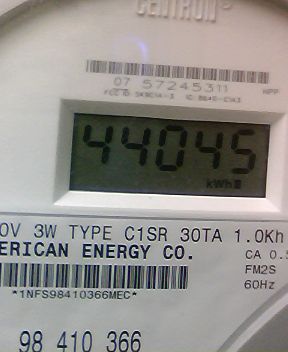 CENTRON®
07 57245311
HPP
44045
kWh
0V 3W TYPE C1SR 30TA 1.0Kh
ERICAN ENERGY CO.
CA 0.5
FM2S
60Hz
*1NFS98410366MEC*
98 410 366